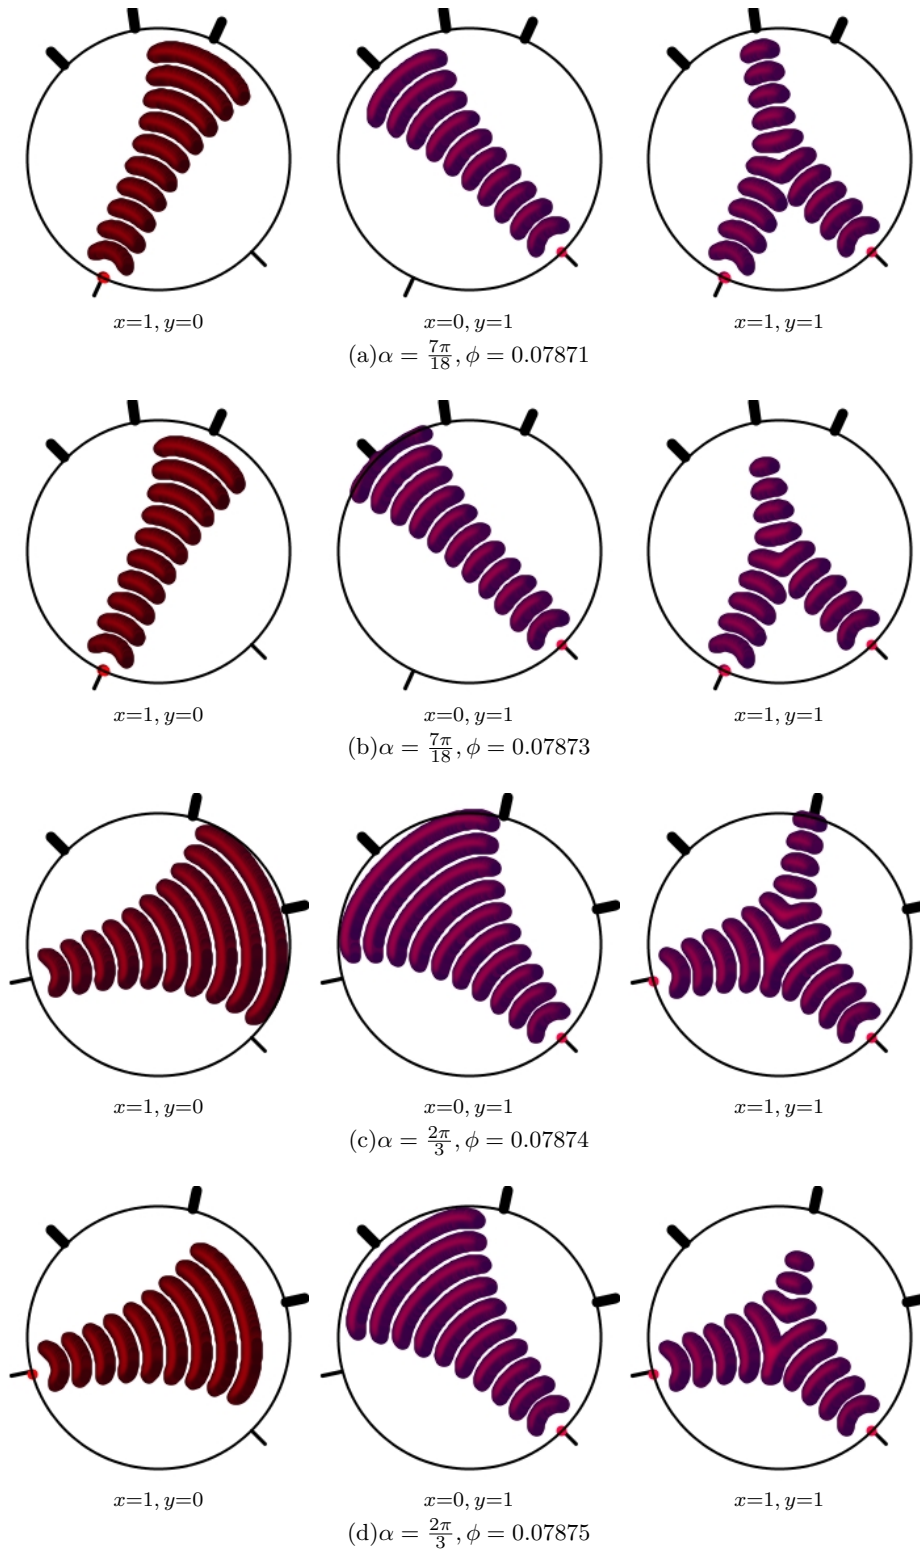 x=1, y=0 x=0, y=1 x=1, y=1
(a)α = 7π/18, ϕ = 0.07871
x=1, y=0 x=0, y=1 x=1, y=1
(b)α = 7π/18, ϕ = 0.07873
x=1, y=0 x=0, y=1 x=1, y=1
(c)α = 2π/3, ϕ = 0.07874
x=1, y=0 x=0, y=1 x=1, y=1
(d)α = 2π/3, ϕ = 0.07875